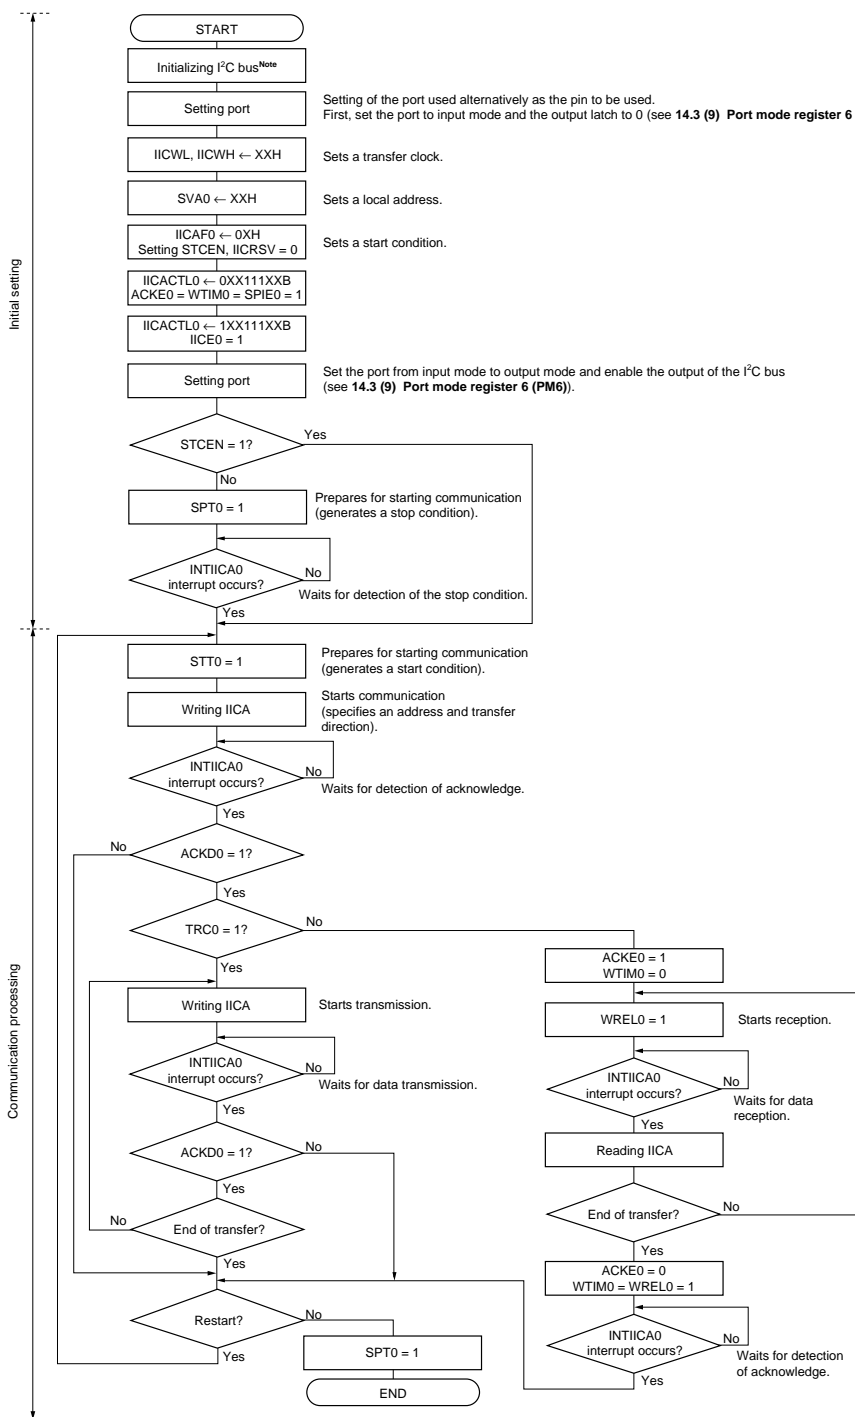 START
Initializing I²C busNote
Setting port
Setting of the port used alternatively as the pin to be used.
First, set the port to input mode and the output latch to 0 (see 14.3 (9) Port mode register 6
IICWL, IICWH ← XXH
Sets a transfer clock.
SVA0 ← XXH
Sets a local address.
IICAF0 ← 0XH
Setting STCEN, IICRSV = 0
Sets a start condition.
IICACTL0 ← 0XX111XXB
ACKE0 = WTIM0 = SPIE0 = 1
IICACTL0 ← 1XX111XXB
IICE0 = 1
Initial setting
Setting port
Set the port from input mode to output mode and enable the output of the I²C bus
(see 14.3 (9) Port mode register 6 (PM6)).
STCEN = 1?
Yes
No
SPT0 = 1
Prepares for starting communication
(generates a stop condition).
INTIICA0
interrupt occurs?
No
Waits for detection of the stop condition.
Yes
STT0 = 1
Prepares for starting communication
(generates a start condition).
Writing IICA
Starts communication
(specifies an address and transfer
direction).
INTIICA0
interrupt occurs?
No
Waits for detection of acknowledge.
Yes
ACKD0 = 1?
No
Yes
TRC0 = 1?
No
Yes
Communication processing
Writing IICA
Starts transmission.
INTIICA0
interrupt occurs?
No
Waits for data transmission.
Yes
ACKD0 = 1?
No
Yes
End of transfer?
No
Yes
Restart?
No
Yes
SPT0 = 1
END
ACKE0 = 1
WTIM0 = 0
WREL0 = 1
Starts reception.
INTIICA0
interrupt occurs?
No
Waits for data
reception.
Yes
Reading IICA
End of transfer?
No
Yes
ACKE0 = 0
WTIM0 = WREL0 = 1
INTIICA0
interrupt occurs?
No
Waits for detection
of acknowledge.
Yes